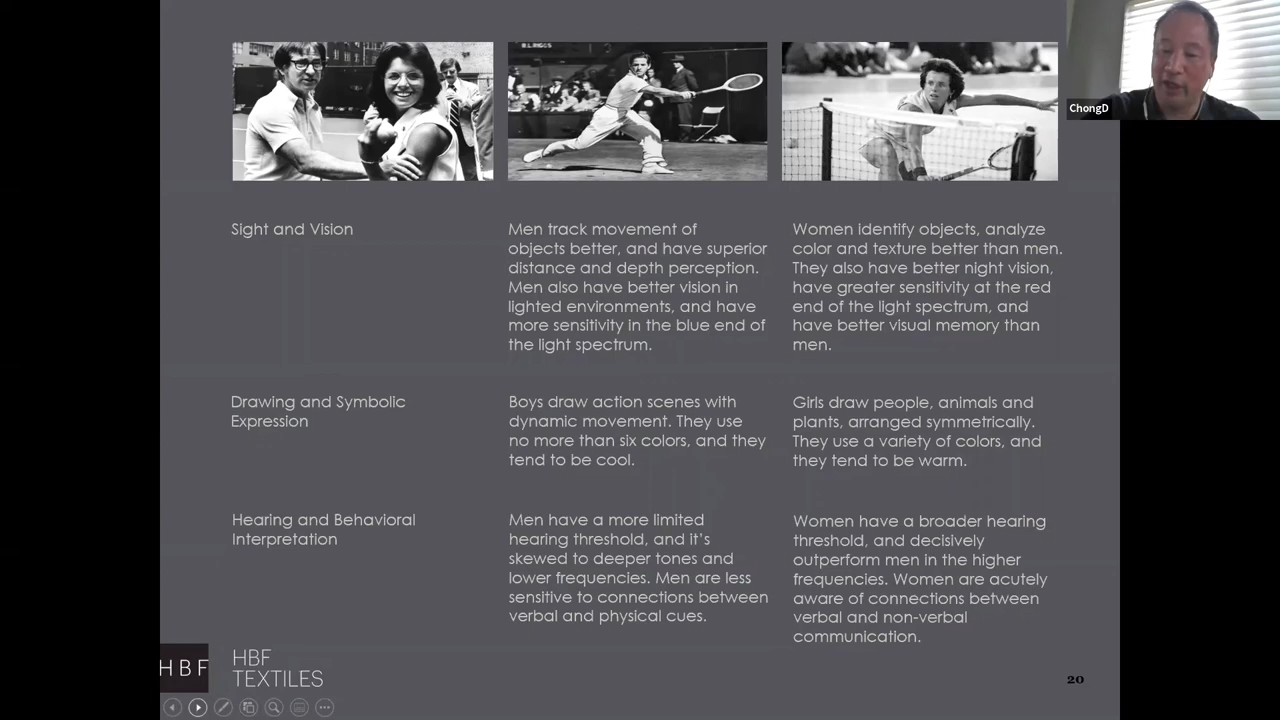 R.L.RIGGS
ChongD
Sight and Vision
Men track movement of
objects better, and have superior
distance and depth perception.
Men also have better vision in
lighted environments, and have
more sensitivity in the blue end of
the light spectrum.
Women identify objects, analyze
color and texture better than men.
They also have better night vision,
have greater sensitivity at the red
end of the light spectrum, and
have better visual memory than
men.
Drawing and Symbolic
Expression
Boys draw action scenes with
dynamic movement. They use
no more than six colors, and they
tend to be cool.
Girls draw people, animals and
plants, arranged symmetrically.
They use a variety of colors, and
they tend to be warm.
Hearing and Behavioral
Interpretation
Men have a more limited
hearing threshold, and it's
skewed to deeper tones and
lower frequencies. Men are less
sensitive to connections between
verbal and physical cues.
Women have a broader hearing
threshold, and decisively
outperform men in the higher
frequencies. Women are acutely
aware of connections between
verbal and non-verbal
communication.
HBF
HBF
TEXTILES
20